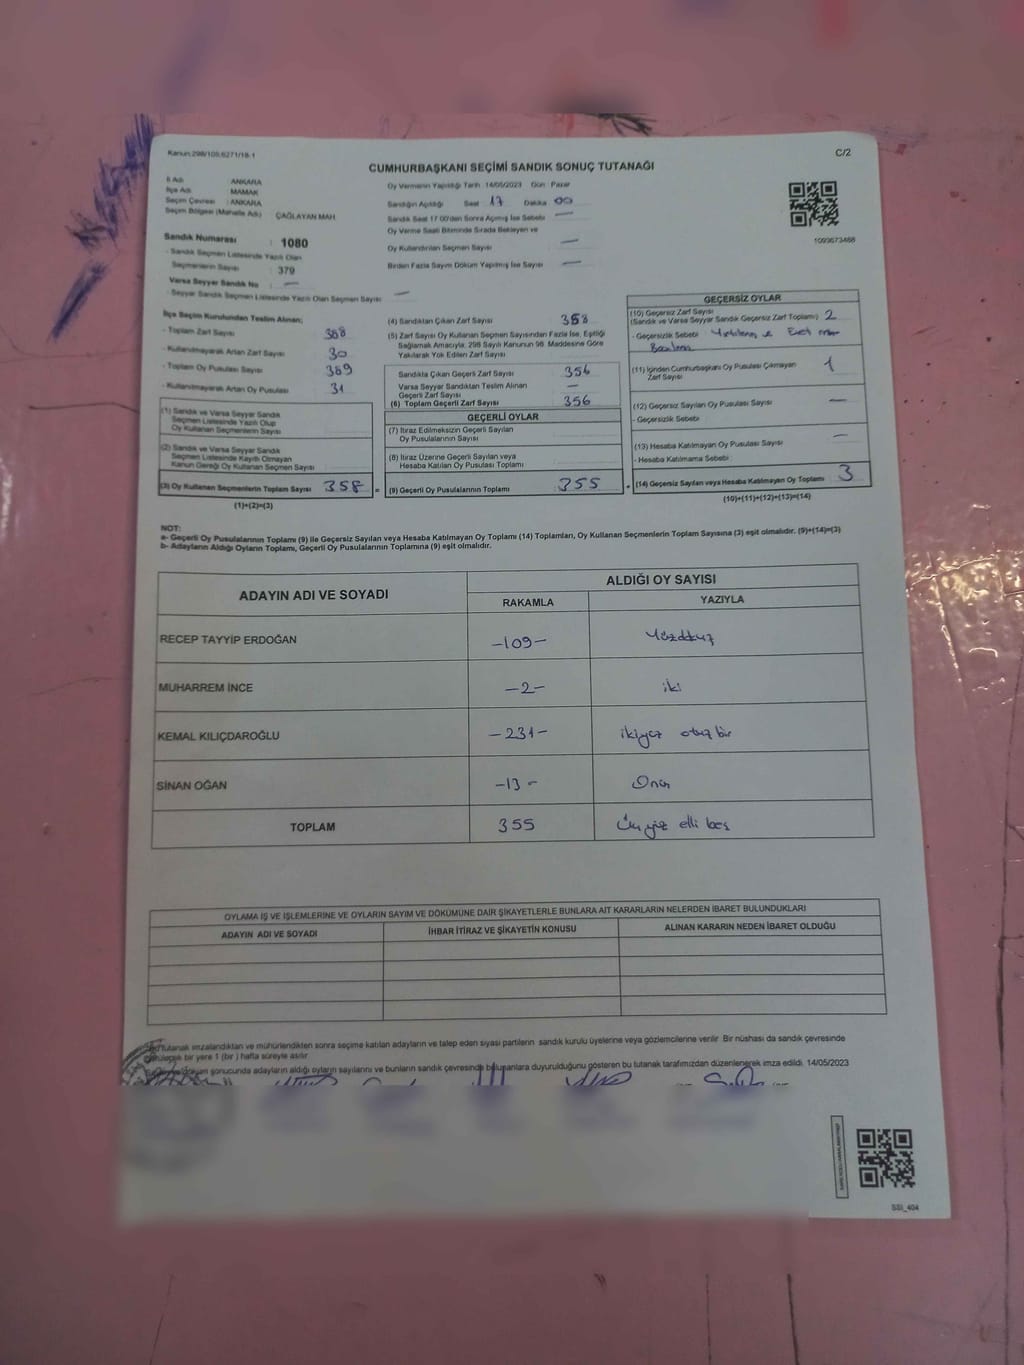 Kanun:298/105,6271/18-1
C/2
CUMHURBAŞKANI SEÇİMİ SANDIK SONUÇ TUTANAĞI
İl Adı : ANKARA
İlçe Adı : MAMAK
Seçim Çevresi : ANKARA
Seçim Bölgesi (Mahalle Adı) : ÇAĞLAYAN MAH.
Sandık Numarası : 1080
- Sandık Seçmen Listesinde Yazılı Olan
Seçmenlerin Sayısı : 379
Varsa Seyyar Sandık No : —
- Seyyar Sandık Seçmen Listesinde Yazılı Olan Seçmen Sayısı —
Oy Vermenin Yapıldığı Tarih 14/05/2023 Gün : Pazar
Sandığın Açıldığı Saat 17 Dakika 00
Sandık Saat 17:00'den Sonra Açılmış İse Sebebi —
Oy Verme Saati Bitiminde Sırada Bekleyen ve
Oy Kullandırılan Seçmen Sayısı —
Birden Fazla Sayım Döküm Yapılmış İse Sayısı —
1093673488
İlçe Seçim Kurulundan Teslim Alınan;
- Toplam Zarf Sayısı 388
- Kullanılmayarak Artan Zarf Sayısı 30
- Toplam Oy Pusulası Sayısı 389
- Kullanılmayarak Artan Oy Pusulası 31
(1) Sandık ve Varsa Seyyar Sandık
Seçmen Listesinde Yazılı Olup
Oy Kullanan Seçmenlerin Sayısı
(2) Sandık ve Varsa Seyyar Sandık
Seçmen Listesinde Kayıtlı Olmayan
Kanun Gereği Oy Kullanan Seçmen Sayısı
(3) Oy Kullanan Seçmenlerin Toplam Sayısı 358 =
(1)+(2)=(3)
(4) Sandıktan Çıkan Zarf Sayısı 358
(5) Zarf Sayısı Oy Kullanan Seçmen Sayısından Fazla İse, Eşitliği
Sağlamak Amacıyla; 298 Sayılı Kanunun 98. Maddesine Göre
Yakılarak Yok Edilen Zarf Sayısı
Sandıkta Çıkan Geçerli Zarf Sayısı 356
Varsa Seyyar Sandıktan Teslim Alınan
Geçerli Zarf Sayısı —
(6) Toplam Geçerli Zarf Sayısı 356
GEÇERLİ OYLAR
(7) İtiraz Edilmeksizin Geçerli Sayılan
Oy Pusulalarının Sayısı
(8) İtiraz Üzerine Geçerli Sayılan veya
Hesaba Katılan Oy Pusulası Toplamı
(9) Geçerli Oy Pusulalarının Toplamı 355 +
GEÇERSİZ OYLAR
(10) Geçersiz Zarf Sayısı
(Sandık ve Varsa Seyyar Sandık Geçersiz Zarf Toplamı) 2
- Geçersizlik Sebebi ve Evet
(11) İçinden Cumhurbaşkanı Oy Pusulası Çıkmayan
Zarf Sayısı 1
(12) Geçersiz Sayılan Oy Pusulası Sayısı —
- Geçersizlik Sebebi
(13) Hesaba Katılmayan Oy Pusulası Sayısı —
- Hesaba Katılmama Sebebi :
(14) Geçersiz Sayılan veya Hesaba Katılmayan Oy Toplamı 3
(10)+(11)+(12)+(13)=(14)
NOT:
a- Geçerli Oy Pusulalarının Toplamı (9) ile Geçersiz Sayılan veya Hesaba Katılmayan Oy Toplamı (14) Toplamları, Oy Kullanan Seçmenlerin Toplam Sayısına (3) eşit olmalıdır. (9)+(14)=(3)
b- Adayların Aldığı Oyların Toplamı, Geçerli Oy Pusulalarının Toplamına (9) eşit olmalıdır.
ADAYIN ADI VE SOYADI
ALDIĞI OY SAYISI
RAKAMLA YAZIYLA
RECEP TAYYİP ERDOĞAN -109- Yüzdokuz
MUHARREM İNCE -2- iki
KEMAL KILIÇDAROĞLU -231- ikiyüz otuz bir
SİNAN OĞAN -13-
TOPLAM 355 Üçyüz elli beş
OYLAMA İŞ VE İŞLEMLERİNE VE OYLARIN SAYIM VE DÖKÜMÜNE DAİR ŞİKAYETLERLE BUNLARA AİT KARARLARIN NELERDEN İBARET BULUNDUKLARI
ADAYIN ADI VE SOYADI İHBAR İTİRAZ VE ŞİKAYETİN KONUSU ALINAN KARARIN NEDEN İBARET OLDUĞU
tutanak imzalandıktan ve mühürlendikten sonra seçime katılan adayların ve talep eden siyasi partilerin sandık kurulu üyelerine veya gözlemcilerine verilir. Bir nüshası da sandık çevresinde
bir yere 1 (bir) hafta süreyle asılır.
sonucunda adayların aldığı oyların sayılarını ve bunların sandık çevresinde bulunanlara duyurulduğunu gösteren bu tutanak tarafımızdan düzenlenerek imza edildi. 14/05/2023
SSI_404